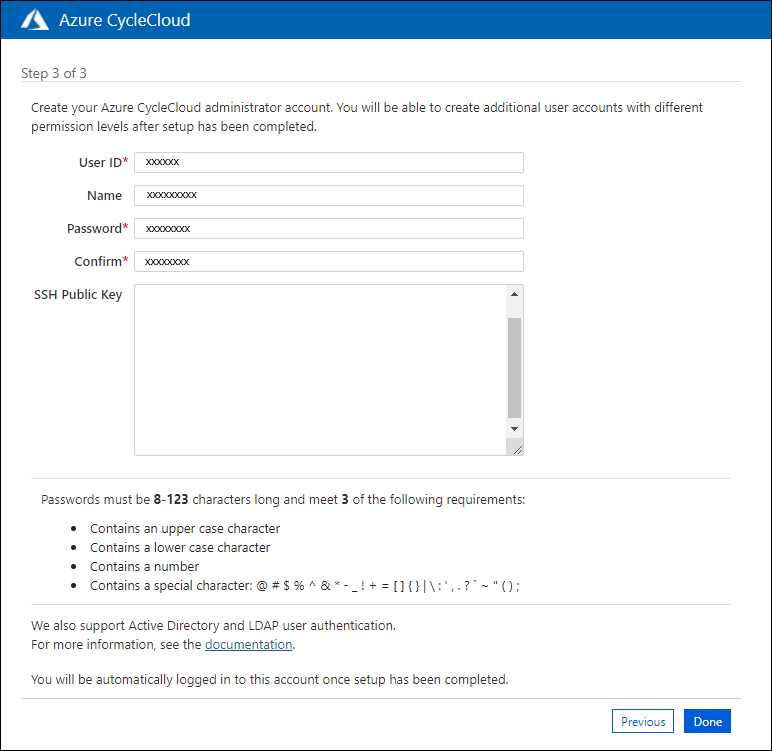 Azure CycleCloud
Step 3 of 3
Create your Azure CycleCloud administrator account. You will be able to create additional user accounts with different
permission levels after setup has been completed.
User ID* xxxxxx
Name xxxxxxxxx
Password* xxxxxxxx
Confirm* xxxxxxxx
SSH Public Key
Passwords must be 8-123 characters long and meet 3 of the following requirements:
• Contains an upper case character
• Contains a lower case character
• Contains a number
• Contains a special character: @ # $ % ^ & * - _ ! + = [ ] { } | \ : ' , . ? ` ~ " ( ) ;
We also support Active Directory and LDAP user authentication.
For more information, see the documentation.
You will be automatically logged in to this account once setup has been completed.
Previous Done